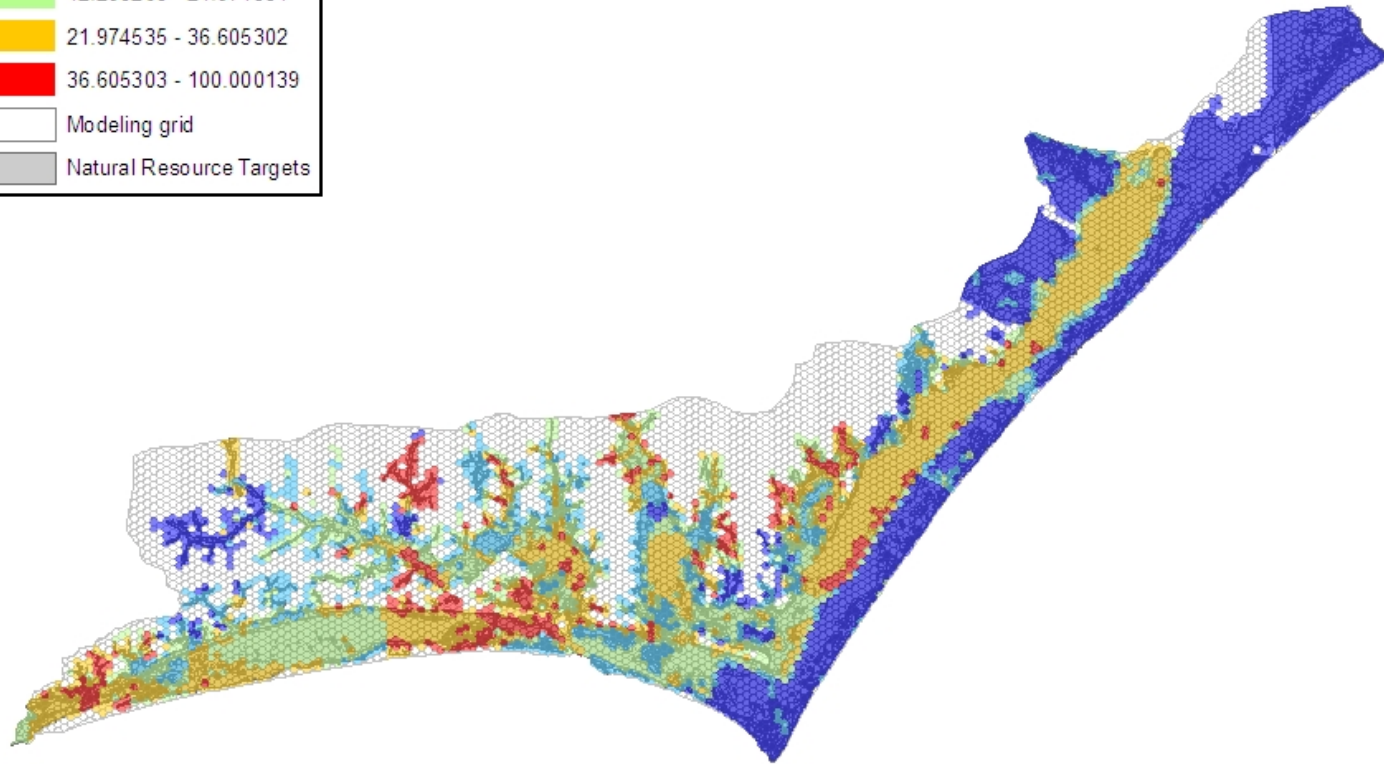 21.974535 - 36.605302
36.605303 - 100.000139
Modeling grid
Natural Resource Targets